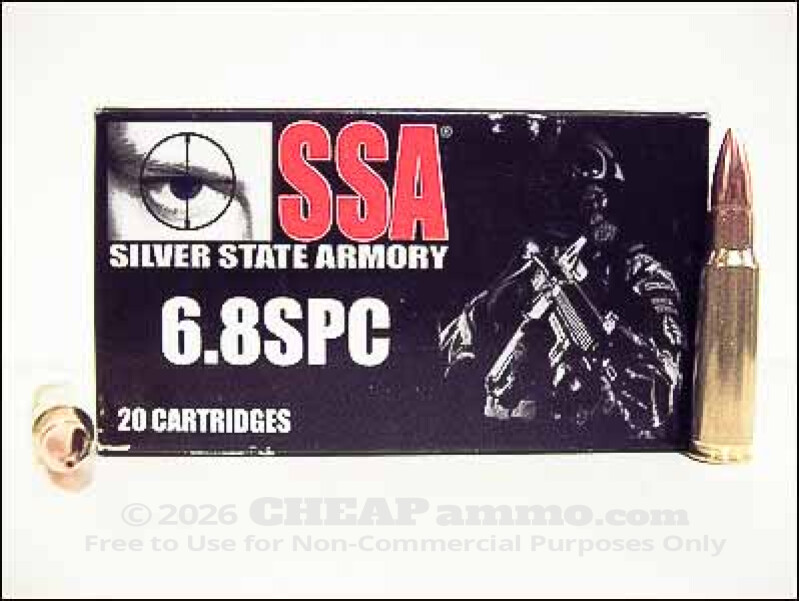 SSA®
SILVER STATE ARMORY
6.8SPC
20 CARTRIDGES
© 2026 CHEAPammo.com
Free to Use for Non-Commercial Purposes Only